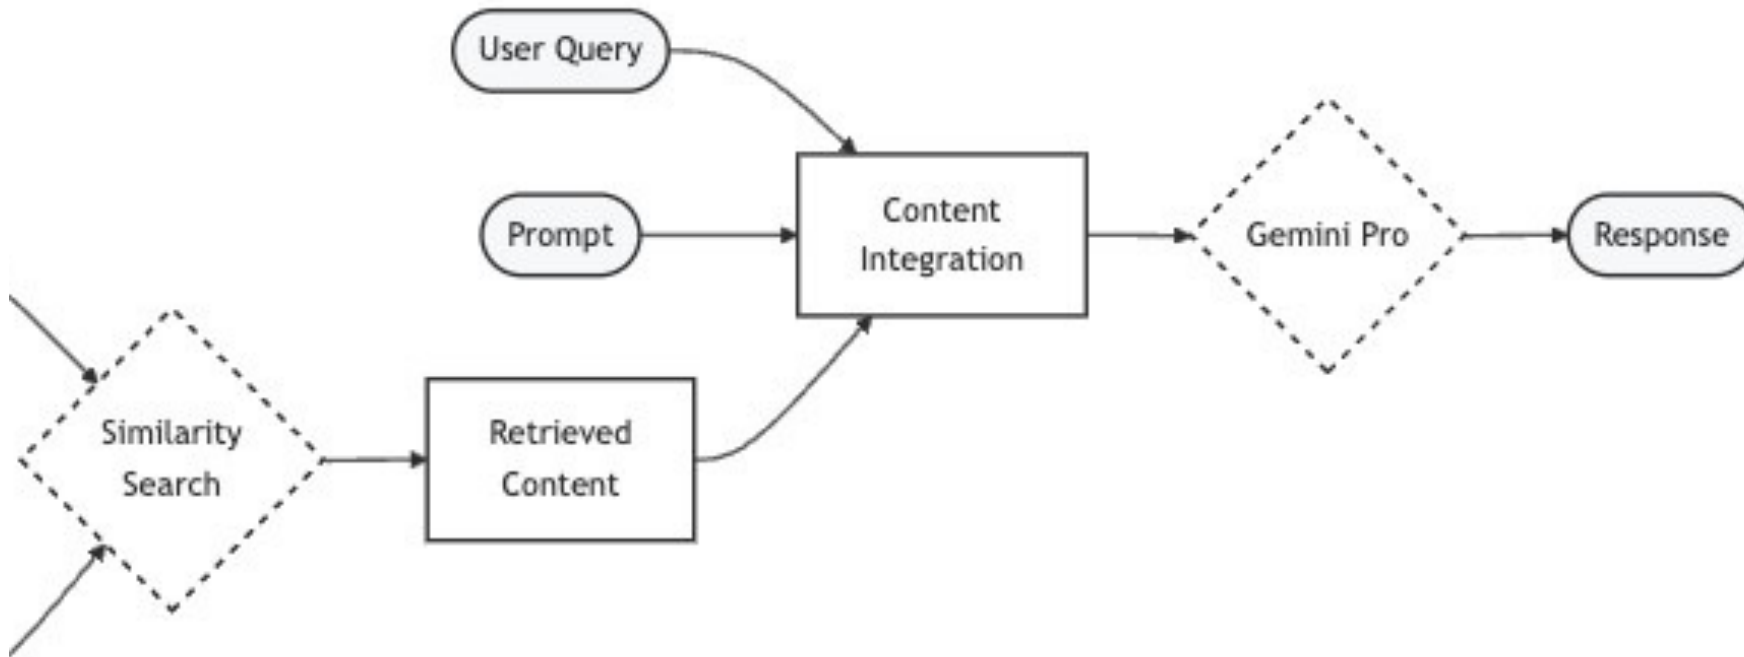 User Query
Prompt
Content
Integration
Gemini Pro
Response
Similarity
Search
Retrieved
Content